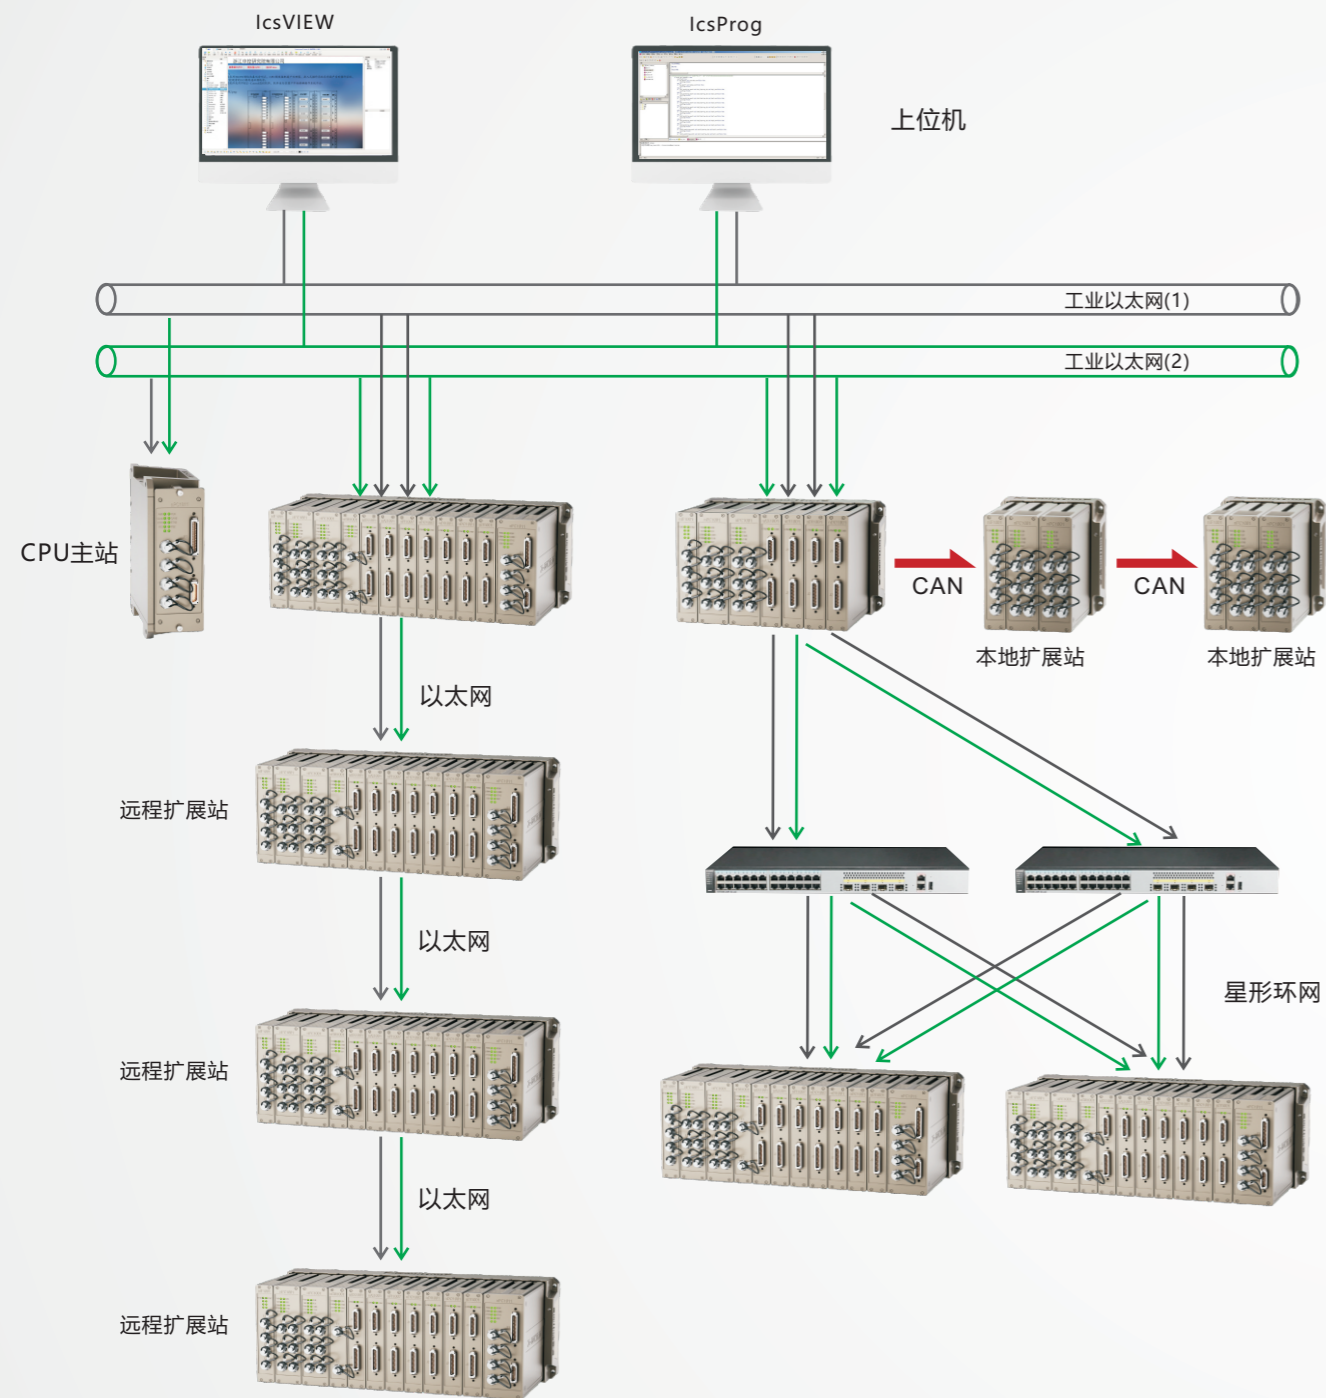 IcsVIEW
IcsProg
上位机
工业以太网(1)
工业以太网(2)
CPU主站
CAN
CAN
本地扩展站
本地扩展站
以太网
远程扩展站
以太网
星形环网
远程扩展站
以太网
远程扩展站